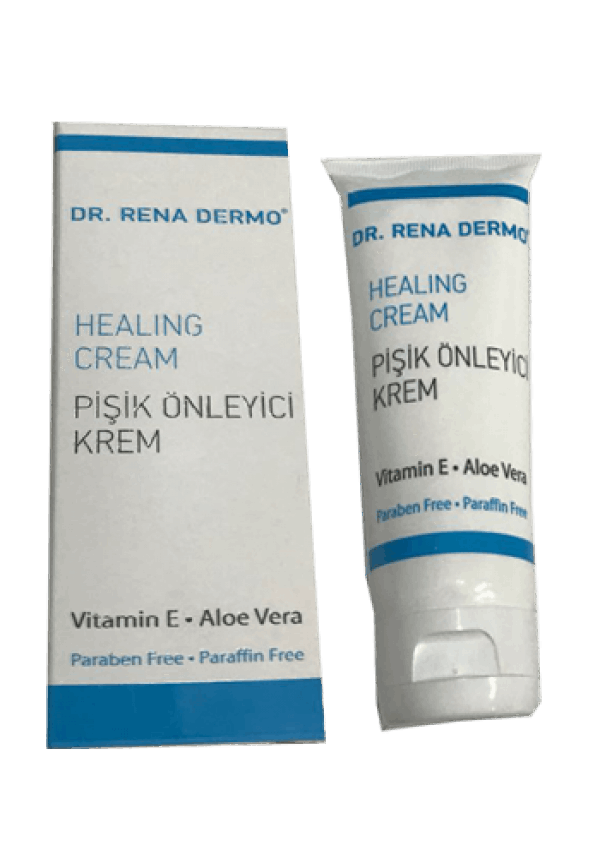 DR. RENA DERMO®
HEALING
CREAM
PİŞİK ÖNLEYİCİ
KREM
Vitamin E • Aloe Vera
Paraben Free • Paraffin Free
DR. RENA DERMO®
HEALING
CREAM
PİŞİK ÖNLEYİCİ
KREM
Vitamin E • Aloe Vera
Paraben Free • Paraffin Free